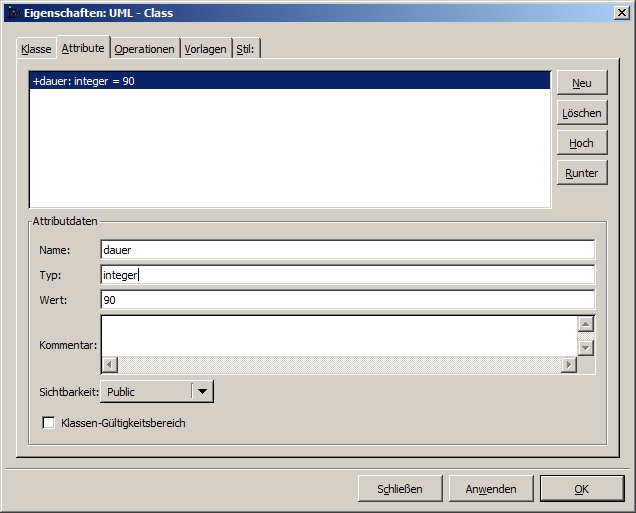 Eigenschaften: UML - Class
Klasse Attribute Operationen Vorlagen Stil:
+dauer: integer = 90
Neu
Löschen
Hoch
Runter
Attributdaten
Name: dauer
Typ: integer
Wert: 90
Kommentar:
Sichtbarkeit: Public
Klassen-Gültigkeitsbereich
Schließen Anwenden OK